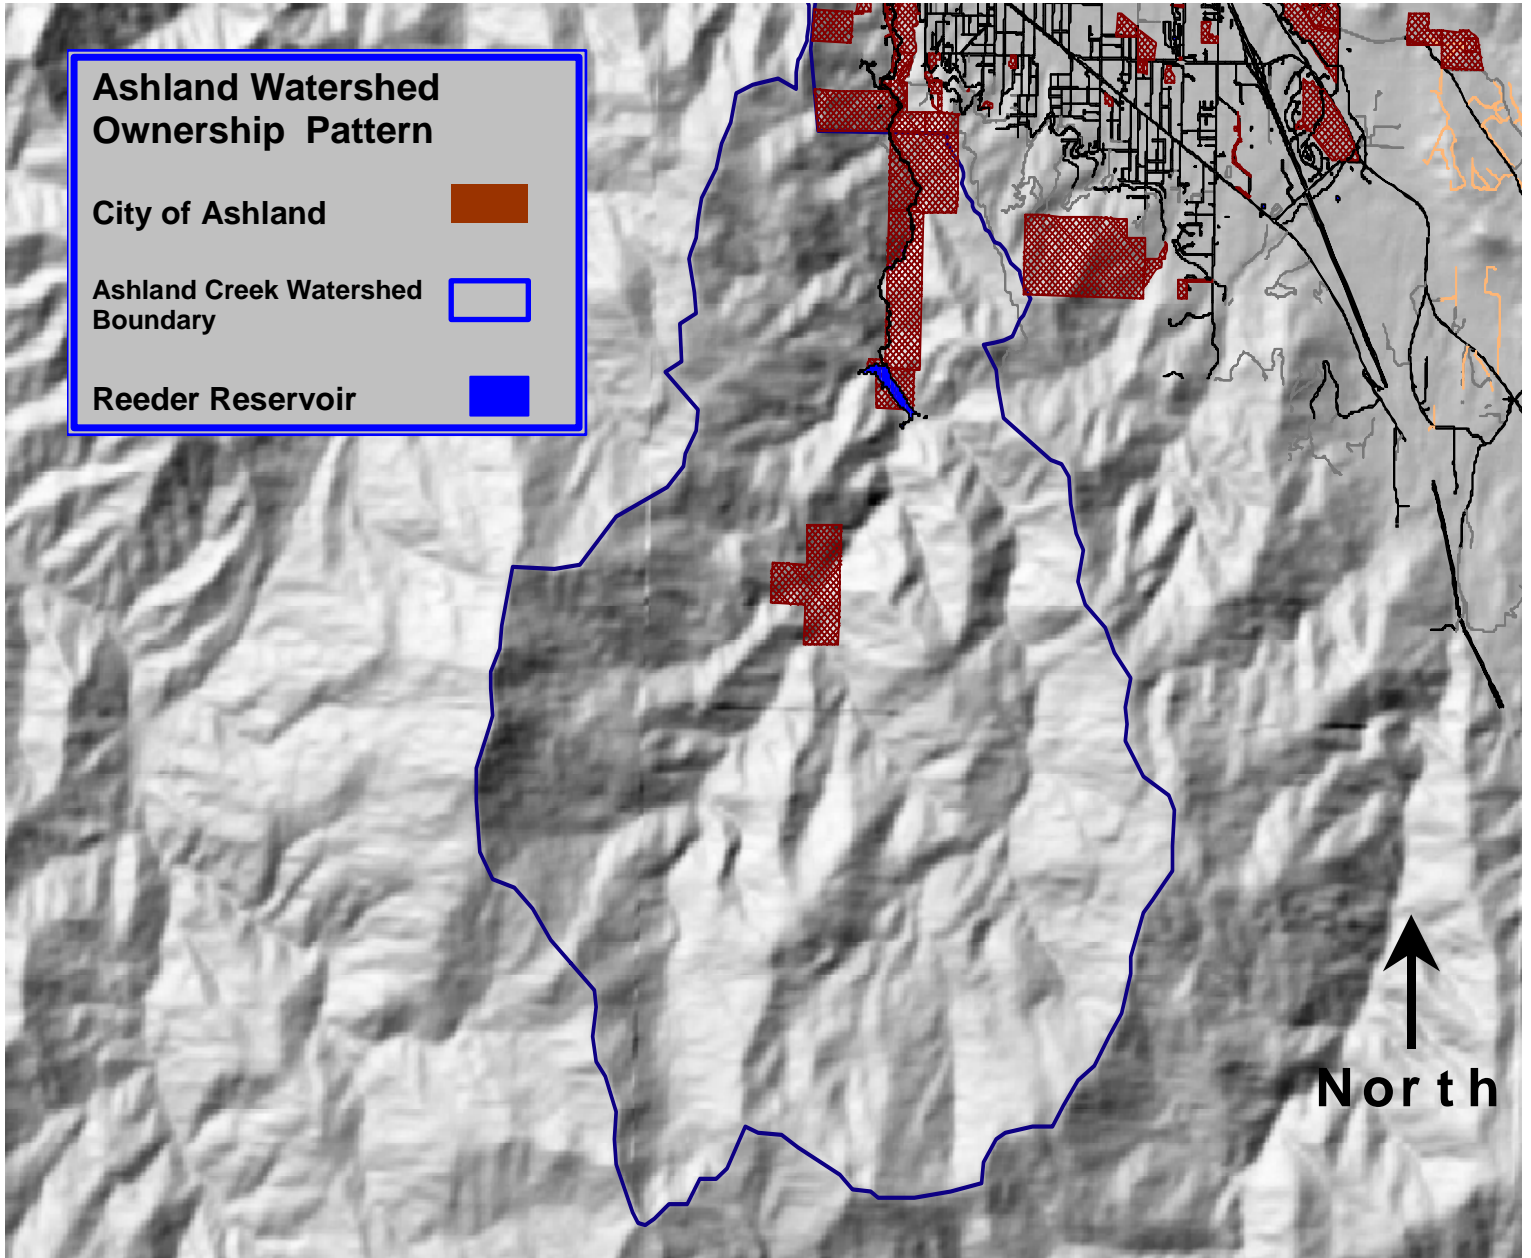 Ashland Watershed
Ownership Pattern
City of Ashland
Ashland Creek Watershed
Boundary
Reeder Reservoir
North